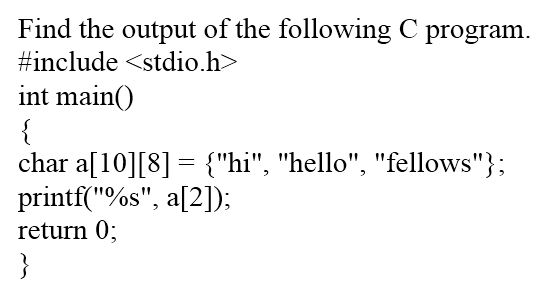 Find the output of the following C program.
#include <stdio.h>
int main()
{
char a[10][8] = {"hi", "hello", "fellows"};
printf("%s", a[2]);
return 0;
}